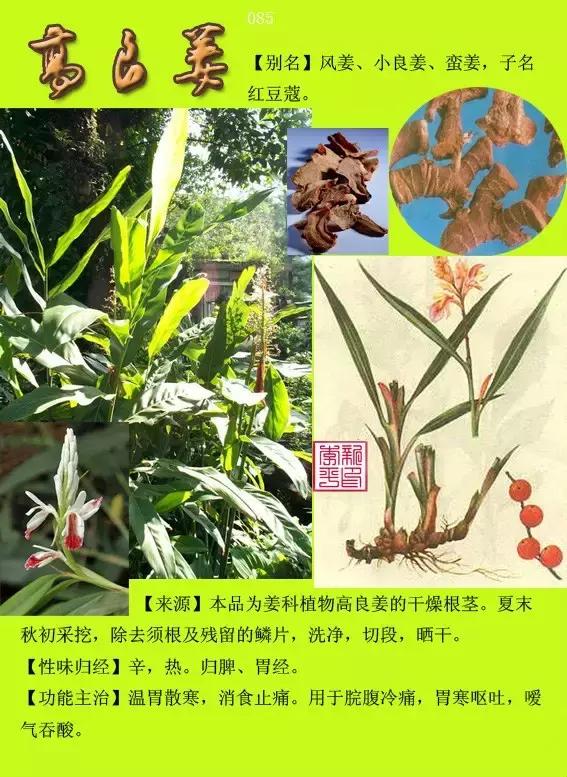 085
高良姜
【别名】风姜、小良姜、蛮姜，子名
红豆蔻。
【来源】本品为姜科植物高良姜的干燥根茎。夏末
秋初采挖，除去须根及残留的鳞片，洗净，切段，晒干。
【性味归经】辛，热。归脾、胃经。
【功能主治】温胃散寒，消食止痛。用于脘腹冷痛，胃寒呕吐，嗳
气吞酸。